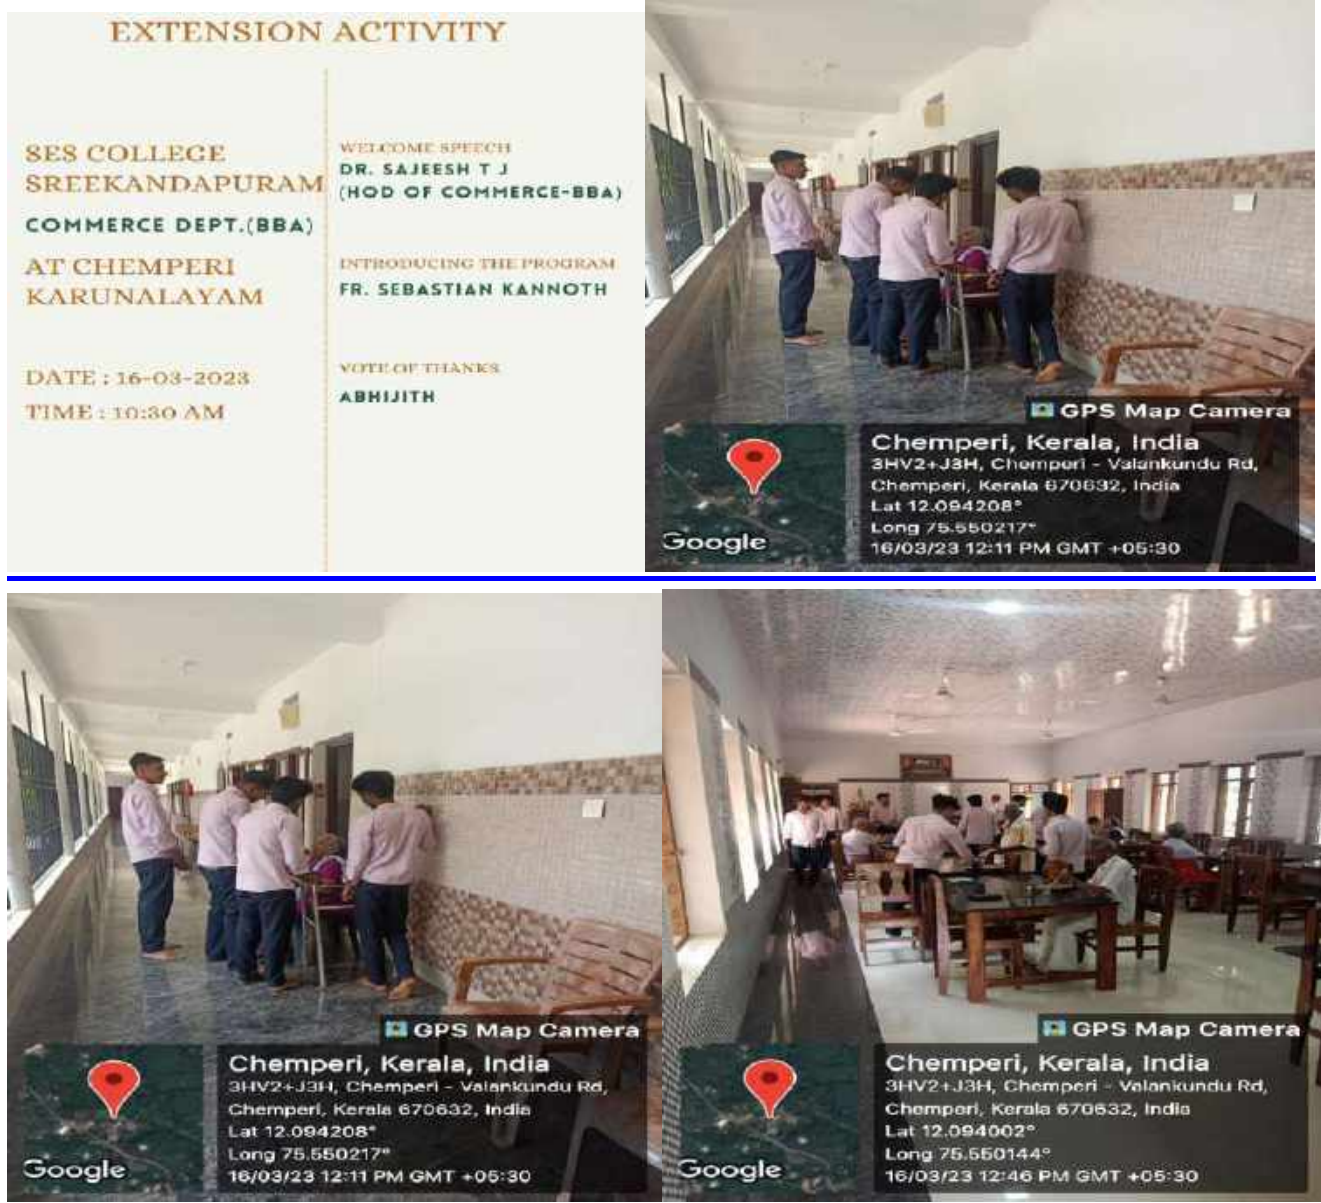 EXTENSION ACTIVITY
SES COLLEGE
SREEKANDAPURAM
COMMERCE DEPT.(BBA)
AT CHEMPERI
KARUNALAYAM
DATE : 16-03-2023
TIME : 10:30 AM
WELCOME SPEECH
DR. SAJEESH T J
(HOD OF COMMERCE-BBA)
INTRODUCING THE PROGRAM
FR. SEBASTIAN KANNOTH
VOTE OF THANKS
ABHIJITH
GPS Map Camera
Chemperi, Kerala, India
3HV2+J3H, Chemperi - Valankundu Rd,
Chemperi, Kerala 670632, India
Lat 12.094208°
Long 75.550217°
16/03/23 12:11 PM GMT +05:30
Google
GPS Map Camera
Chemperi, Kerala, India
3HV2+J3H, Chemperi - Valankundu Rd,
Chemperi, Kerala 670632, India
Lat 12.094208°
Long 75.550217°
16/03/23 12:11 PM GMT +05:30
Google
GPS Map Camera
Chemperi, Kerala, India
3HV2+J3H, Chemperi - Valankundu Rd,
Chemperi, Kerala 670632, India
Lat 12.094002°
Long 75.550144°
16/03/23 12:46 PM GMT +05:30
Google